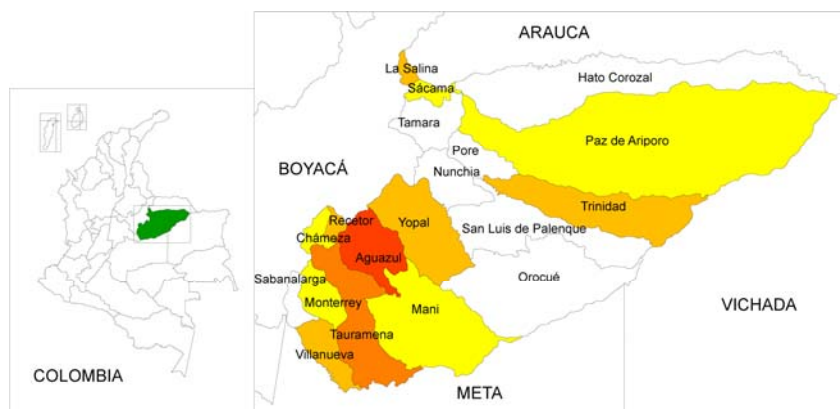 ARAUCA
La Salina
Hato Corozal
Sácama
Tamara
Paz de Ariporo
Pore
BOYACÁ
Nunchia
Trinidad
Recetor
Yopal
San Luis de Palenque
Chámeza
Aguazul
Sabanalarga
Orocué
Monterrey
Mani
VICHADA
Tauramena
Villanueva
COLOMBIA
META